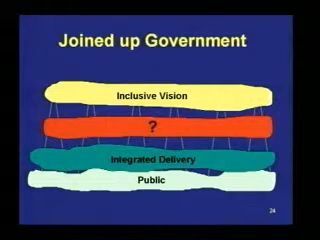 Joined up Government
Inclusive Vision
?
Integrated Delivery
Public
24